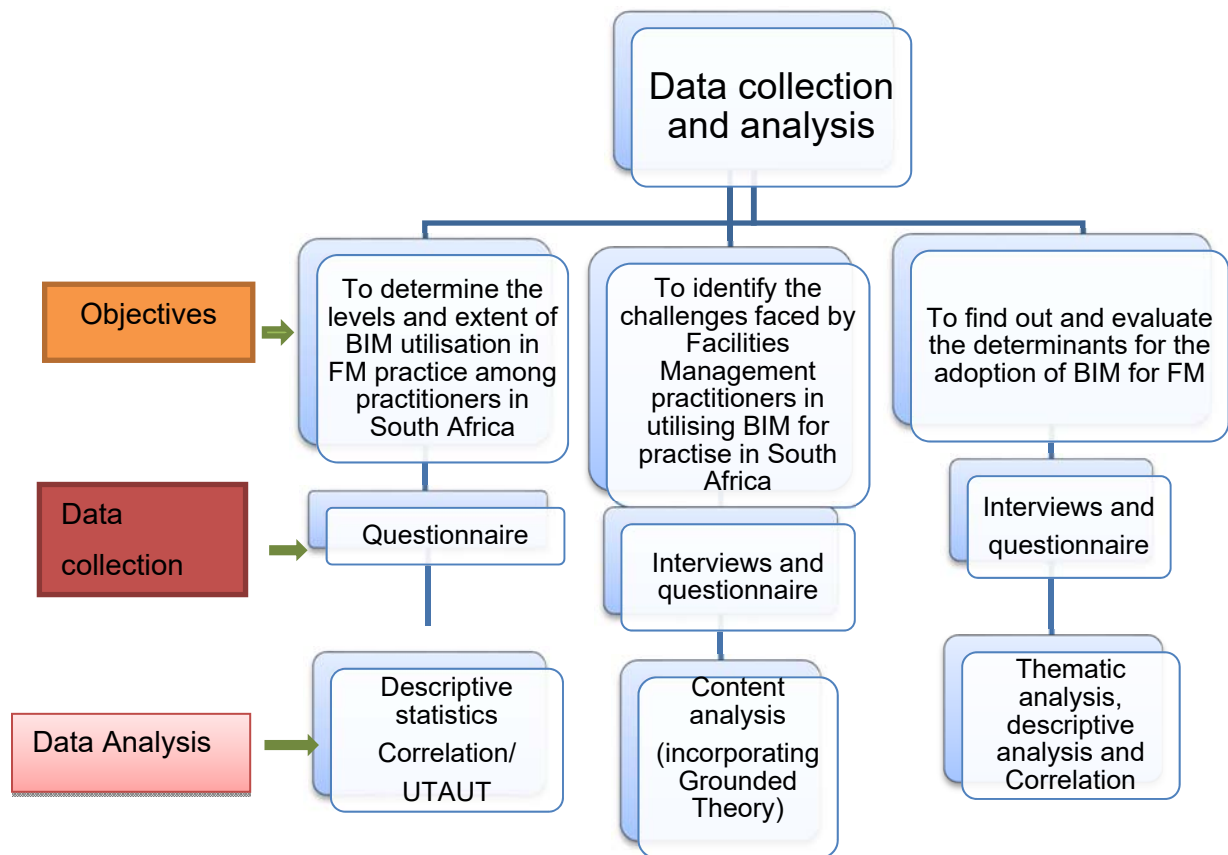 Data collection
and analysis
Objectives
To determine the
levels and extent of
BIM utilisation in
FM practice among
practitioners in
South Africa
To identify the
challenges faced by
Facilities
Management
practitioners in
utilising BIM for
practise in South
Africa
To find out and evaluate
the determinants for the
adoption of BIM for FM
Data
collection
Questionnaire
Interviews and
questionnaire
Interviews and
questionnaire
Data Analysis
Descriptive
statistics
Correlation/
UTAUT
Content
analysis
(incorporating
Grounded
Theory)
Thematic
analysis,
descriptive
analysis and
Correlation